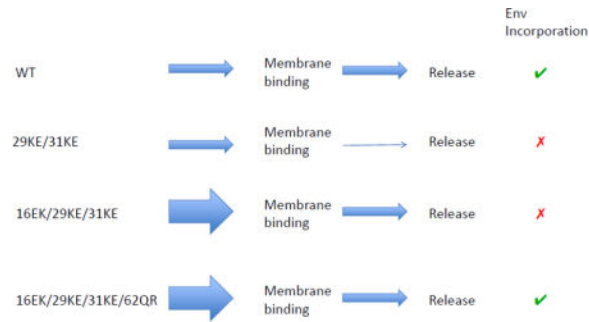 Env
Incorporation
WT
Membrane
binding
Release
✔
29KE/31KE
Membrane
binding
Release
✗
16EK/29KE/31KE
Membrane
binding
Release
✗
16EK/29KE/31KE/62QR
Membrane
binding
Release
✔